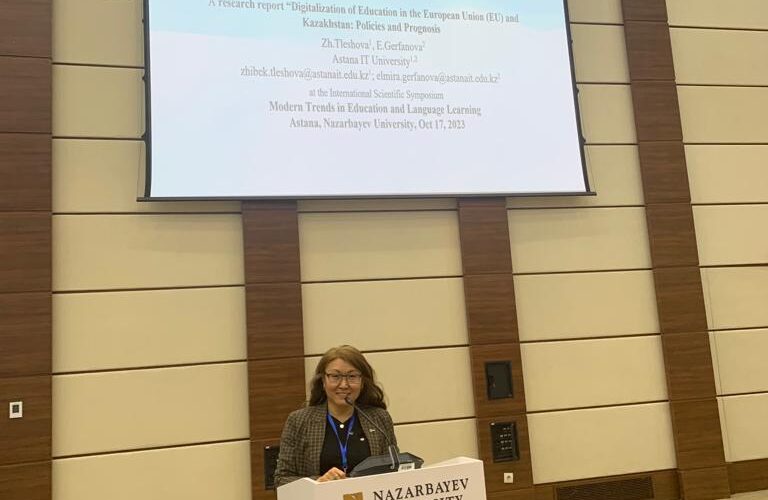 A research report “Digitalization of Education in the European Union (EU) and
Kazakhstan: Policies and Prognosis
Zh.Tleshova¹, E.Gerfanova²
Astana IT University¹,²
zhibek.tleshova@astanait.edu.kz¹; elmira.gerfanova@astanait.edu.kz²
at the International Scientific Symposium
Modern Trends in Education and Language Learning
Astana, Nazarbayev University, Oct 17, 2023
NAZARBAYEV